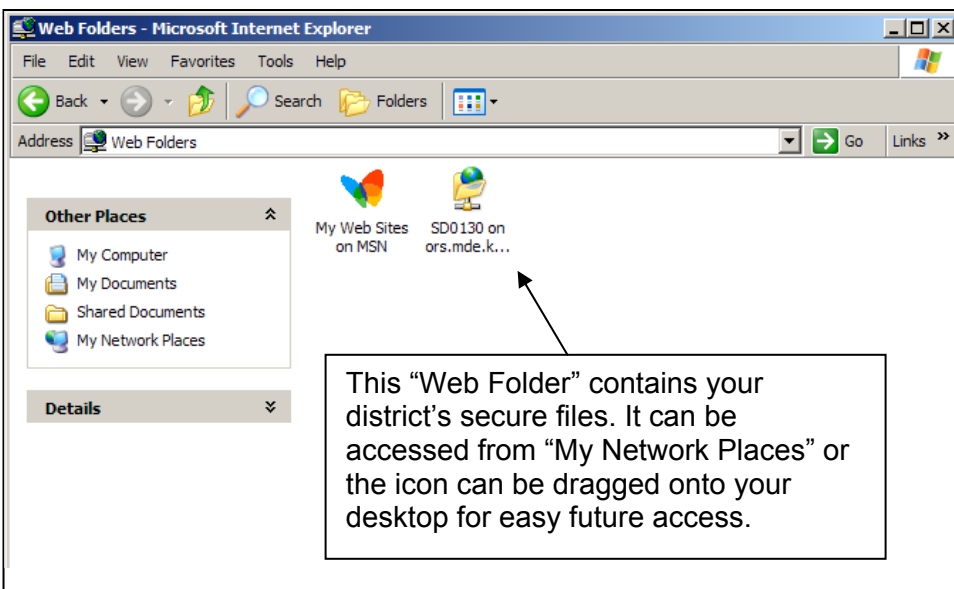 Web Folders - Microsoft Internet Explorer
File Edit View Favorites Tools Help
Back Search Folders
Address Web Folders Go Links »
Other Places
My Computer
My Documents
Shared Documents
My Network Places
Details
My Web Sites
on MSN
SD0130 on
ors.mde.k...
This “Web Folder” contains your
district’s secure files. It can be
accessed from “My Network Places” or
the icon can be dragged onto your
desktop for easy future access.